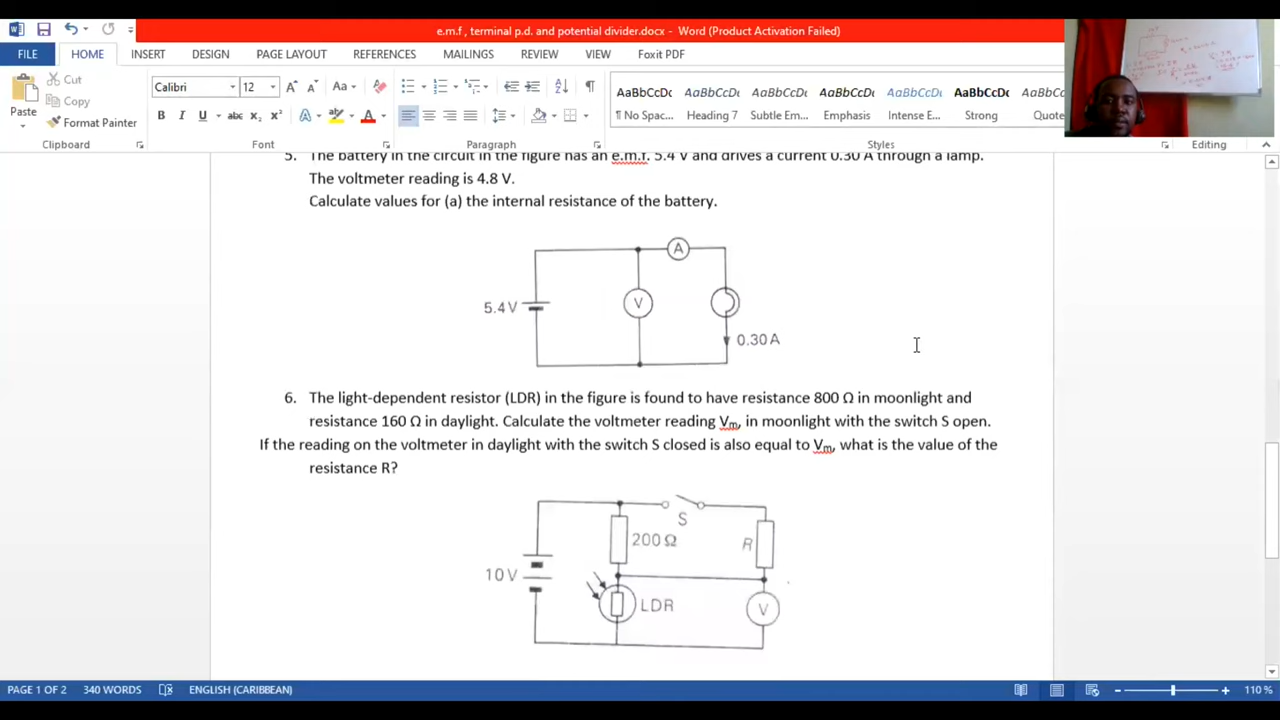 e.m.f , terminal p.d. and potential divider.docx - Word (Product Activation Failed)
FILE HOME INSERT DESIGN PAGE LAYOUT REFERENCES MAILINGS REVIEW VIEW Foxit PDF
Cut
Copy
Format Painter
Paste
Calibri 12
Aa
B I U abc x₂ x² A A
AaBbCcDc AaBbCcDc AaBbCcDc AaBbCcDc AaBbCcDc AaBbCcDc
¶ No Spac... Heading 7 Subtle Em... Emphasis Intense E... Strong Quote
Clipboard Font Paragraph Styles Editing
5. The battery in the circuit in the figure has an e.m.f. 5.4 V and drives a current 0.30 A through a lamp.
The voltmeter reading is 4.8 V.
Calculate values for (a) the internal resistance of the battery.
A
5.4 V V
0.30 A
6. The light-dependent resistor (LDR) in the figure is found to have resistance 800 Ω in moonlight and
resistance 160 Ω in daylight. Calculate the voltmeter reading Vm, in moonlight with the switch S open.
If the reading on the voltmeter in daylight with the switch S closed is also equal to Vm, what is the value of the
resistance R?
S
200 Ω R
10 V
LDR V
PAGE 1 OF 2 340 WORDS ENGLISH (CARIBBEAN) 110 %